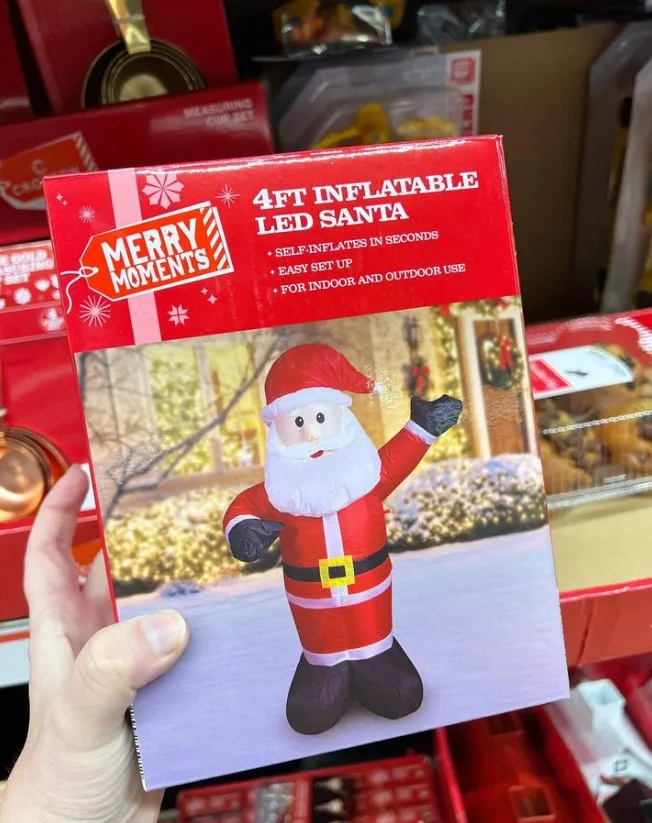 MEASURING
CUP SET
MERRY
MOMENTS
4FT INFLATABLE
LED SANTA
• SELF-INFLATES IN SECONDS
• EASY SET UP
• FOR INDOOR AND OUTDOOR USE